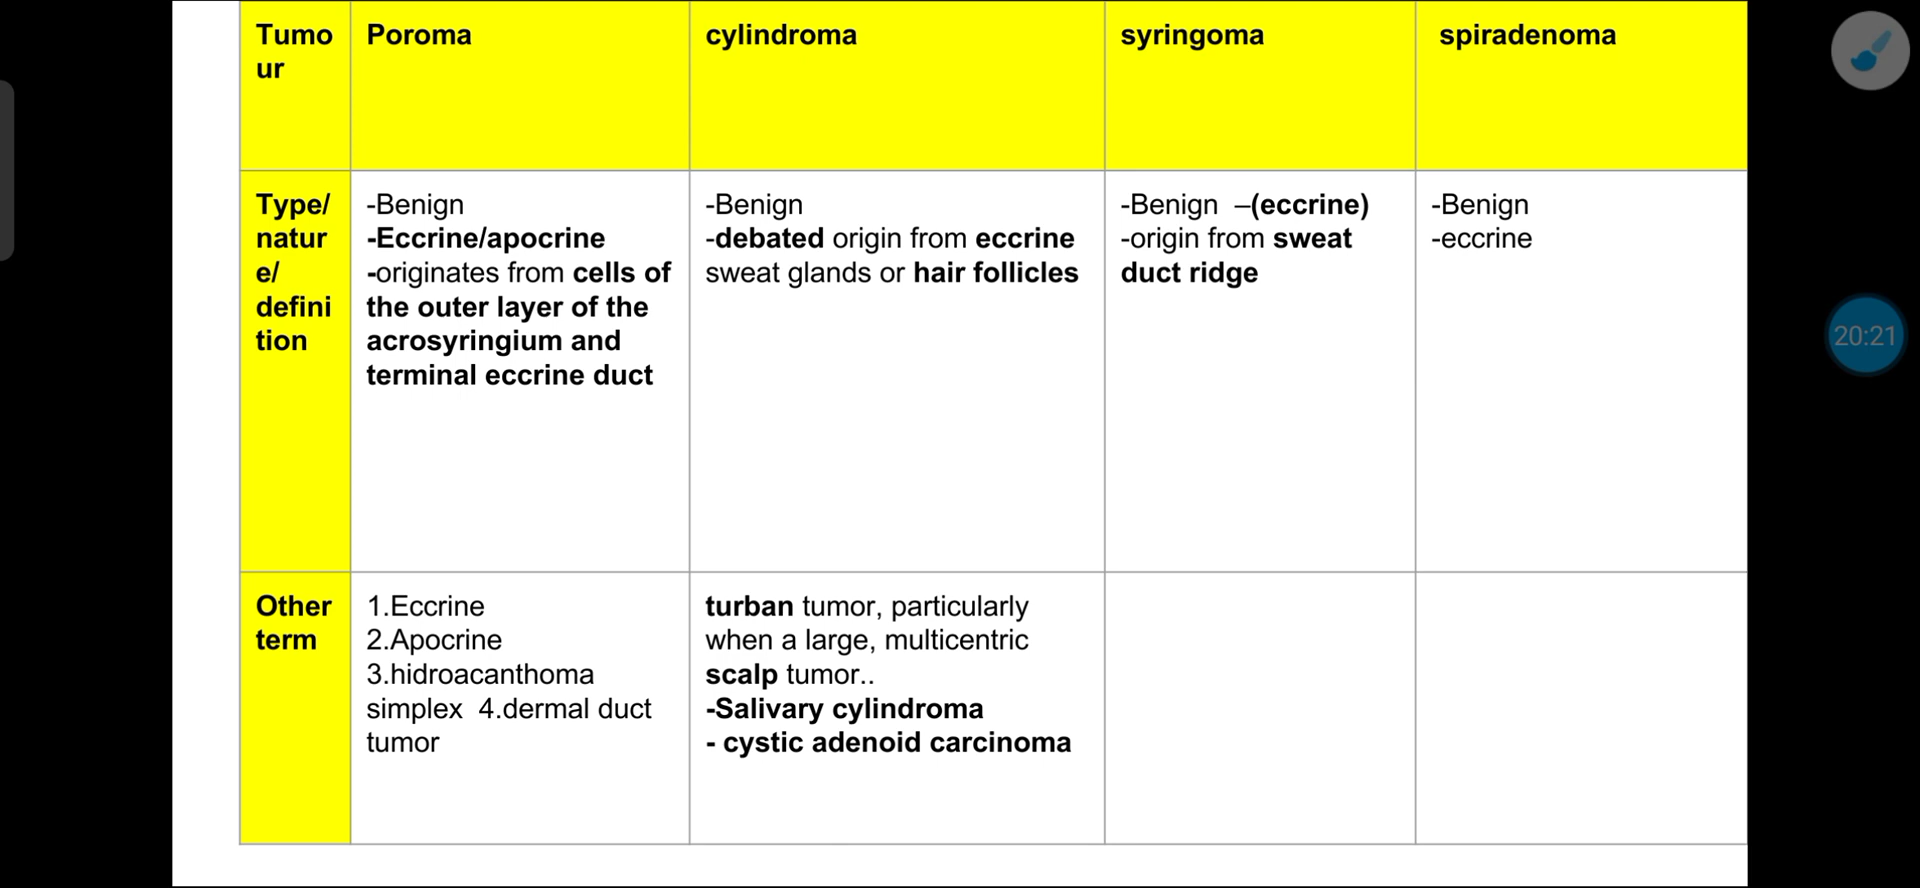 Tumo
ur
Poroma
cylindroma
syringoma
spiradenoma
Type/
natur
e/
defini
tion
-Benign
-Eccrine/apocrine
-originates from cells of
the outer layer of the
acrosyringium and
terminal eccrine duct
-Benign
-debated origin from eccrine
sweat glands or hair follicles
-Benign –(eccrine)
-origin from sweat
duct ridge
-Benign
-eccrine
Other
term
1.Eccrine
2.Apocrine
3.hidroacanthoma
simplex 4.dermal duct
tumor
turban tumor, particularly
when a large, multicentric
scalp tumor..
-Salivary cylindroma
- cystic adenoid carcinoma
20:21